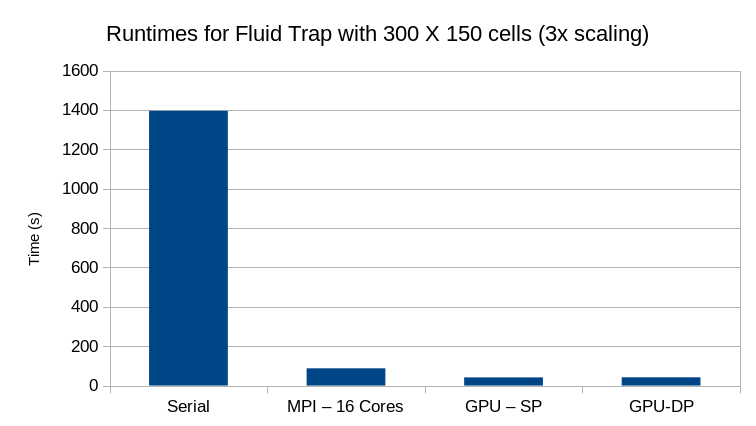 Runtimes for Fluid Trap with 300 X 150 cells (3x scaling)
1600
1400
1200
1000
800
600
400
200
0
Time (s)
Serial
MPI – 16 Cores
GPU – SP
GPU-DP